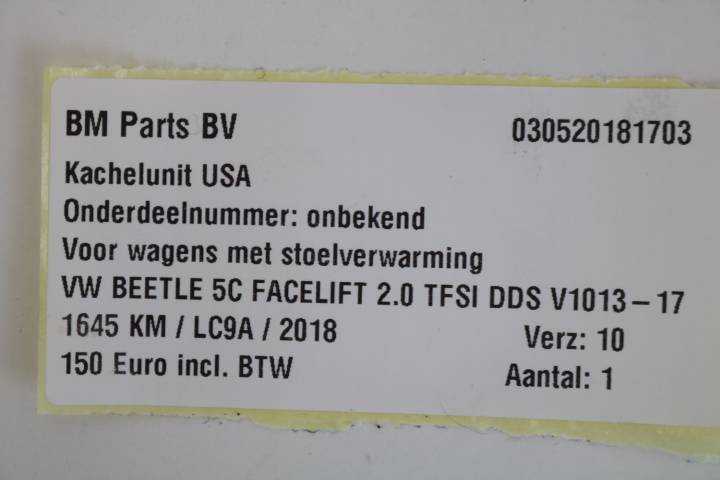 BM Parts BV 030520181703
Kachelunit USA
Onderdeelnummer: onbekend
Voor wagens met stoelverwarming
VW BEETLE 5C FACELIFT 2.0 TFSI DDS V1013-17
1645 KM / LC9A / 2018 Verz: 10
150 Euro incl. BTW Aantal: 1